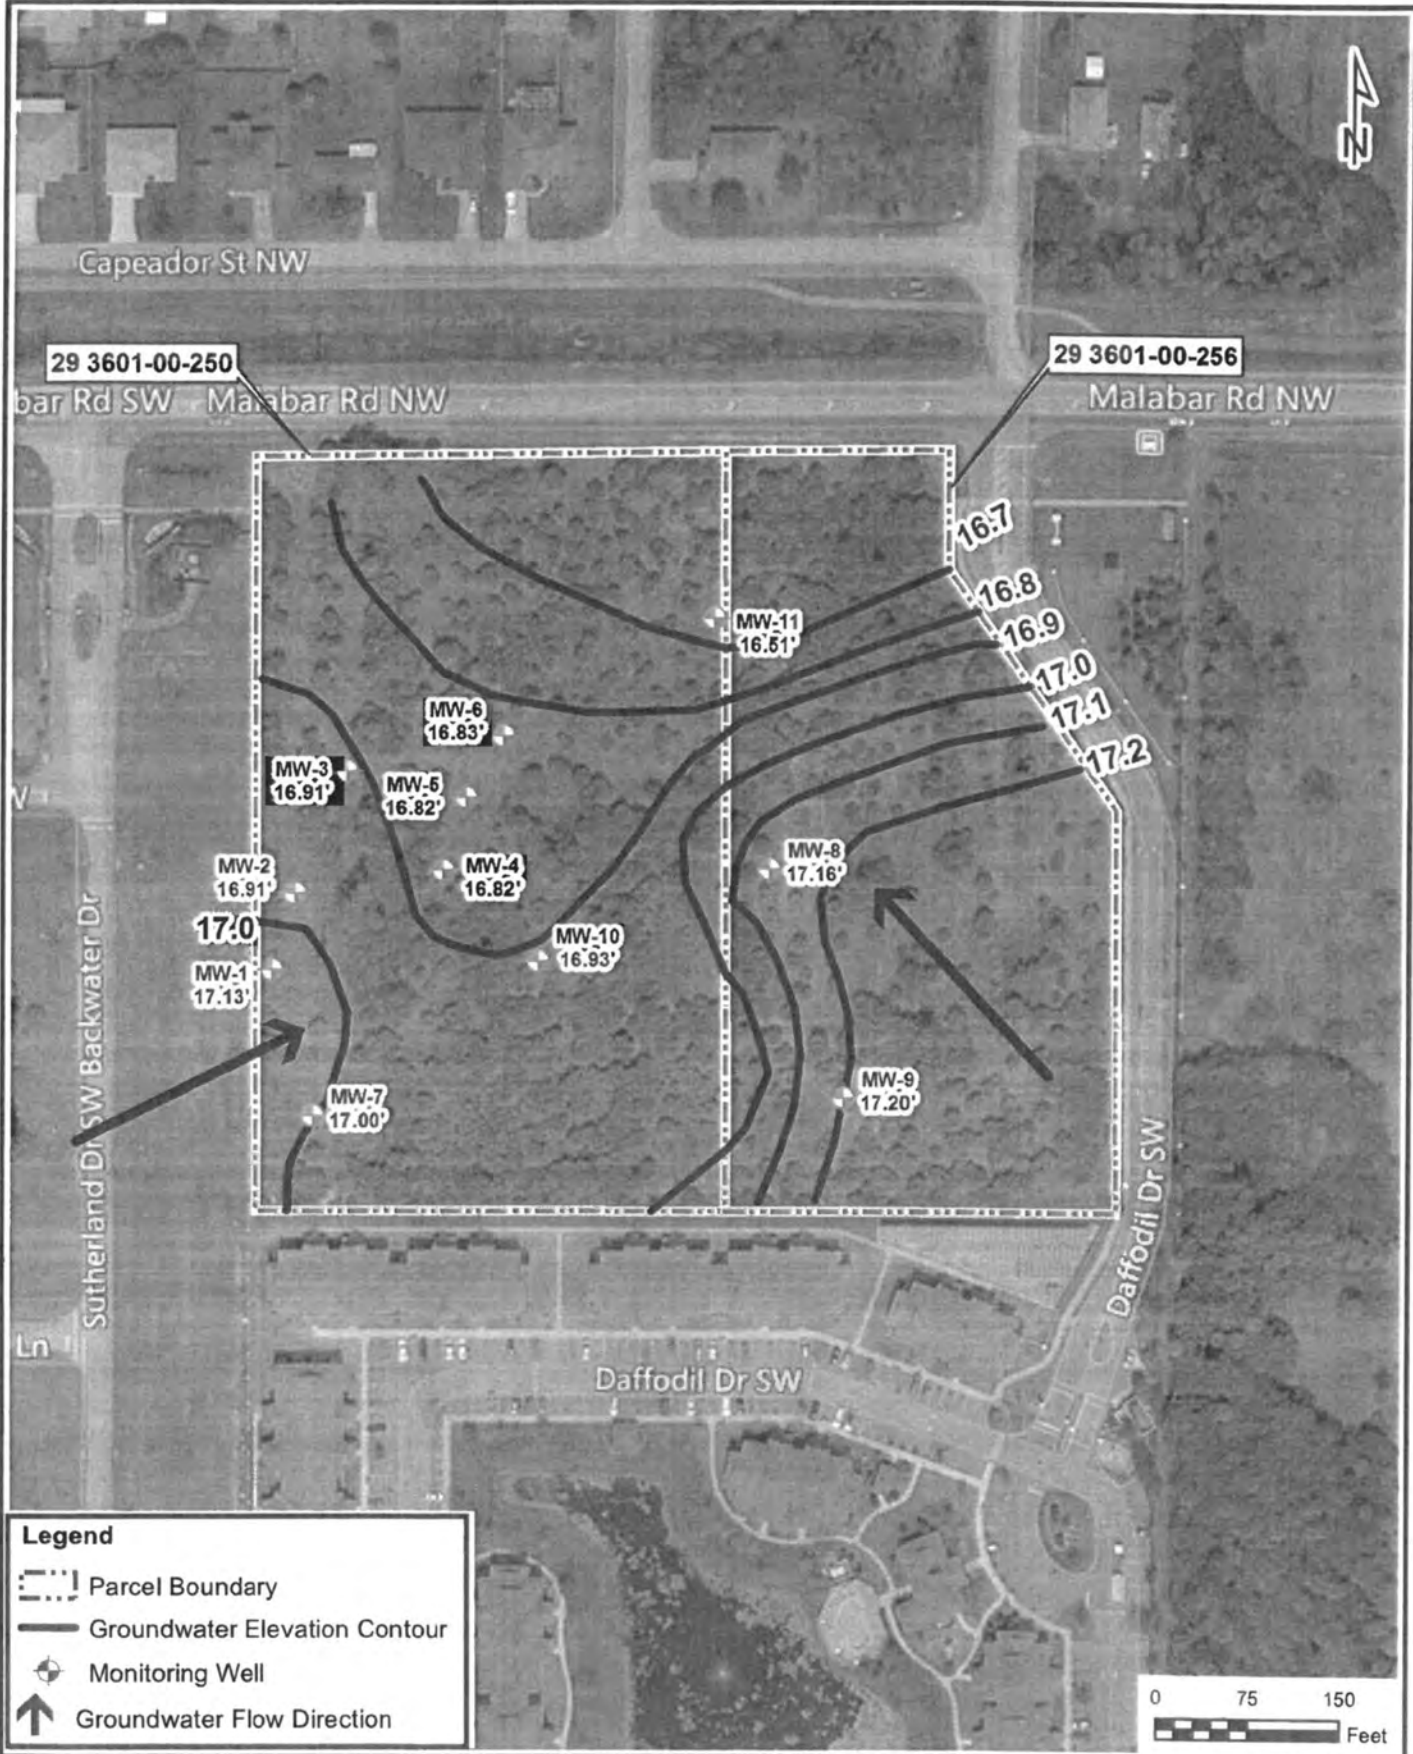 N
Capeador St NW
29 3601-00-250
29 3601-00-256
bar Rd SW
Malabar Rd NW
Malabar Rd NW
16.7
16.8
16.9
17.0
17.1
17.2
MW-11
16.51'
MW-6
16.83'
MW-3
16.91'
MW-5
16.82'
MW-8
17.16'
MW-4
16.82'
MW-2
16.91'
17.0
MW-10
16.93'
MW-1
17.13'
MW-7
17.00'
MW-9
17.20'
Sutherland Dr SW Backwater Dr
Daffodil Dr SW
Ln
Daffodil Dr SW
Legend
Parcel Boundary
Groundwater Elevation Contour
Monitoring Well
Groundwater Flow Direction
0 75 150
Feet